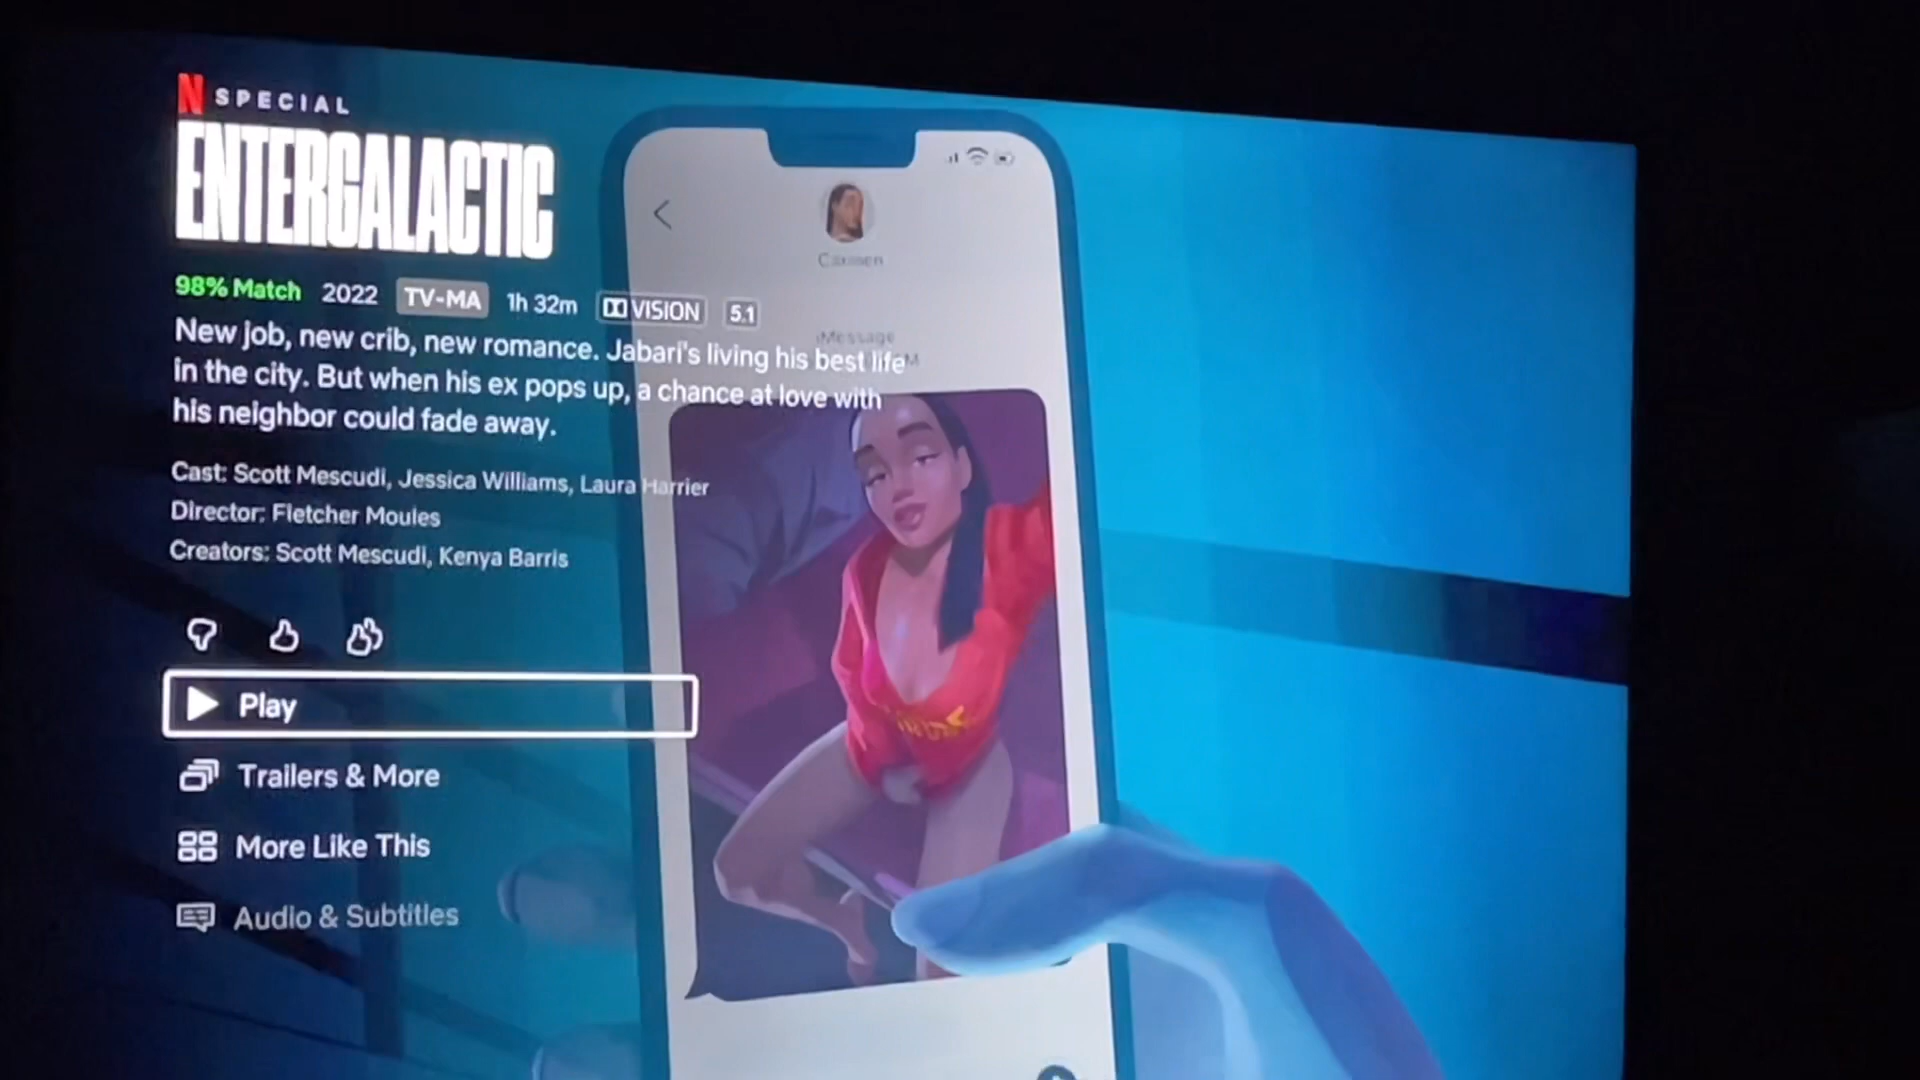 N SPECIAL
ENTERGALACTIC
98% Match 2022 TV-MA 1h 32m VISION 5.1
New job, new crib, new romance. Jabari's living his best life
in the city. But when his ex pops up, a chance at love with
his neighbor could fade away.
Cast: Scott Mescudi, Jessica Williams, Laura Harrier
Director: Fletcher Moules
Creators: Scott Mescudi, Kenya Barris
Play
Trailers & More
More Like This
Audio & Subtitles
Carmen
iMessage